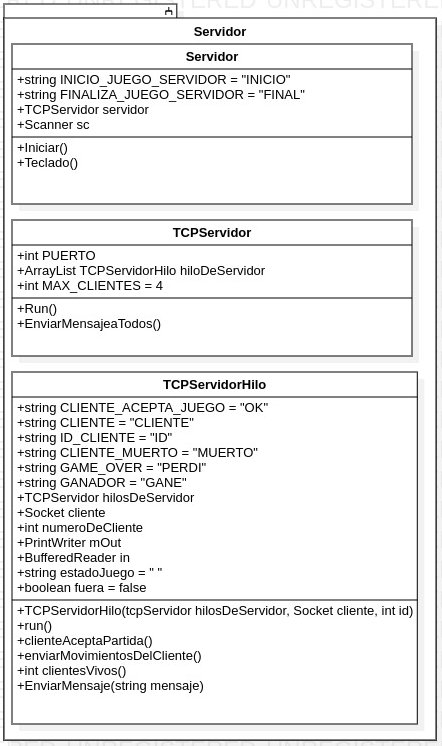 Servidor
Servidor
+string INICIO_JUEGO_SERVIDOR = "INICIO"
+string FINALIZA_JUEGO_SERVIDOR = "FINAL"
+TCPServidor servidor
+Scanner sc
+Iniciar()
+Teclado()
TCPServidor
+int PUERTO
+ArrayList TCPServidorHilo hiloDeServidor
+int MAX_CLIENTES = 4
+Run()
+EnviarMensajeaTodos()
TCPServidorHilo
+string CLIENTE_ACEPTA_JUEGO = "OK"
+string CLIENTE = "CLIENTE"
+string ID_CLIENTE = "ID"
+string CLIENTE_MUERTO = "MUERTO"
+string GAME_OVER = "PERDI"
+string GANADOR = "GANE"
+TCPServidor hilosDeServidor
+Socket cliente
+int numeroDeCliente
+PrintWriter mOut
+BufferedReader in
+string estadoJuego = " "
+boolean fuera = false
+TCPServidorHilo(tcpServidor hilosDeServidor, Socket cliente, int id)
+run()
+clienteAceptaPartida()
+enviarMovimientosDelCliente()
+int clientesVivos()
+EnviarMensaje(string mensaje)